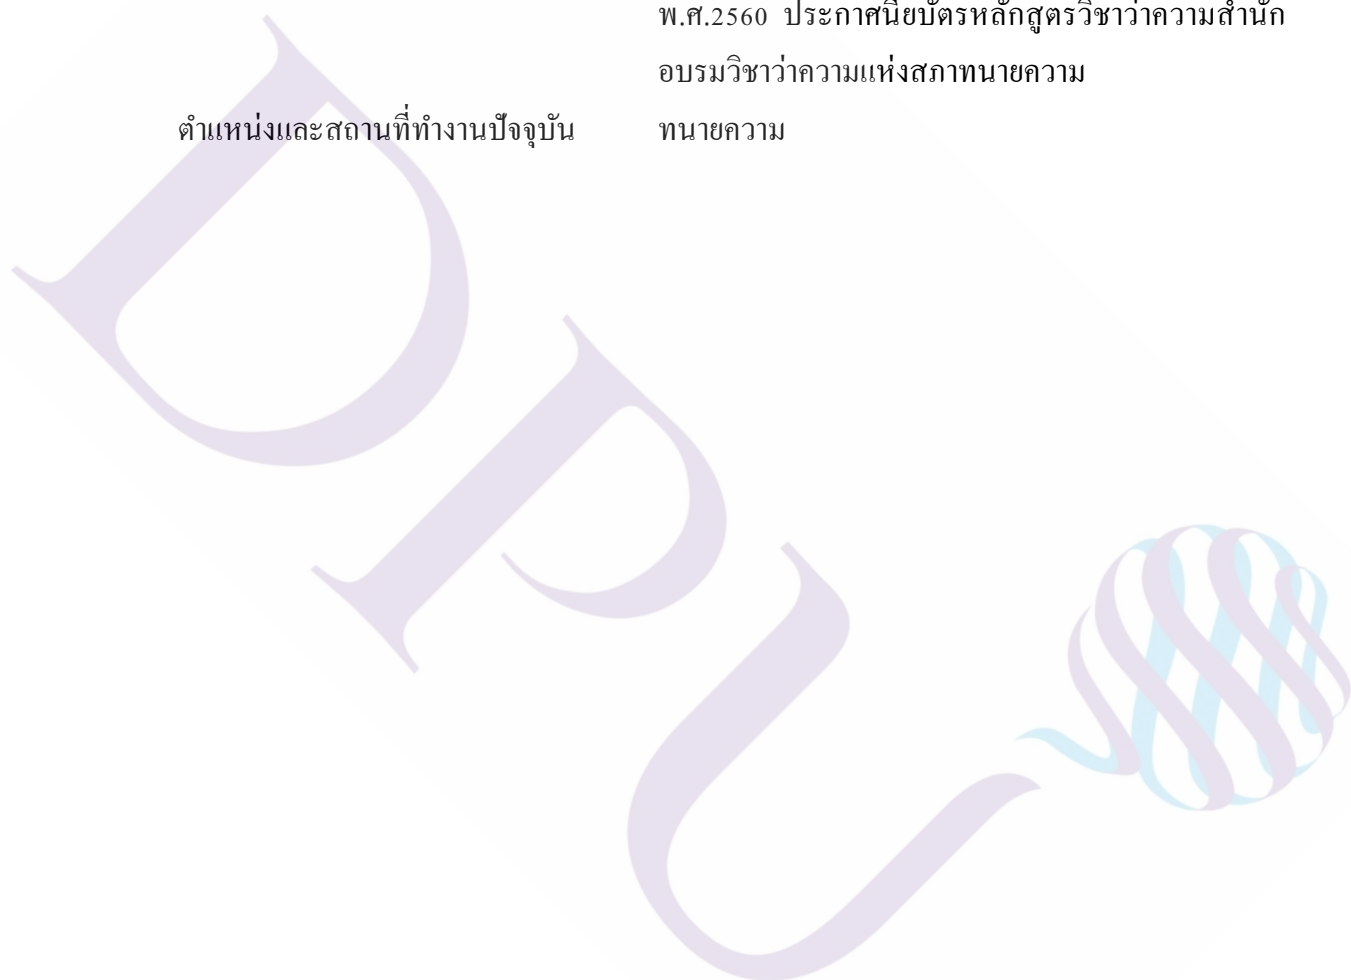 พ.ศ.2560 ประกาศนียบัตรหลักสูตรวิชาว่าความสำนัก
อบรมวิชาว่าความแห่งสภาทนายความ
ตำแหน่งและสถานที่ทำงานปัจจุบัน ทนายความ
DPU